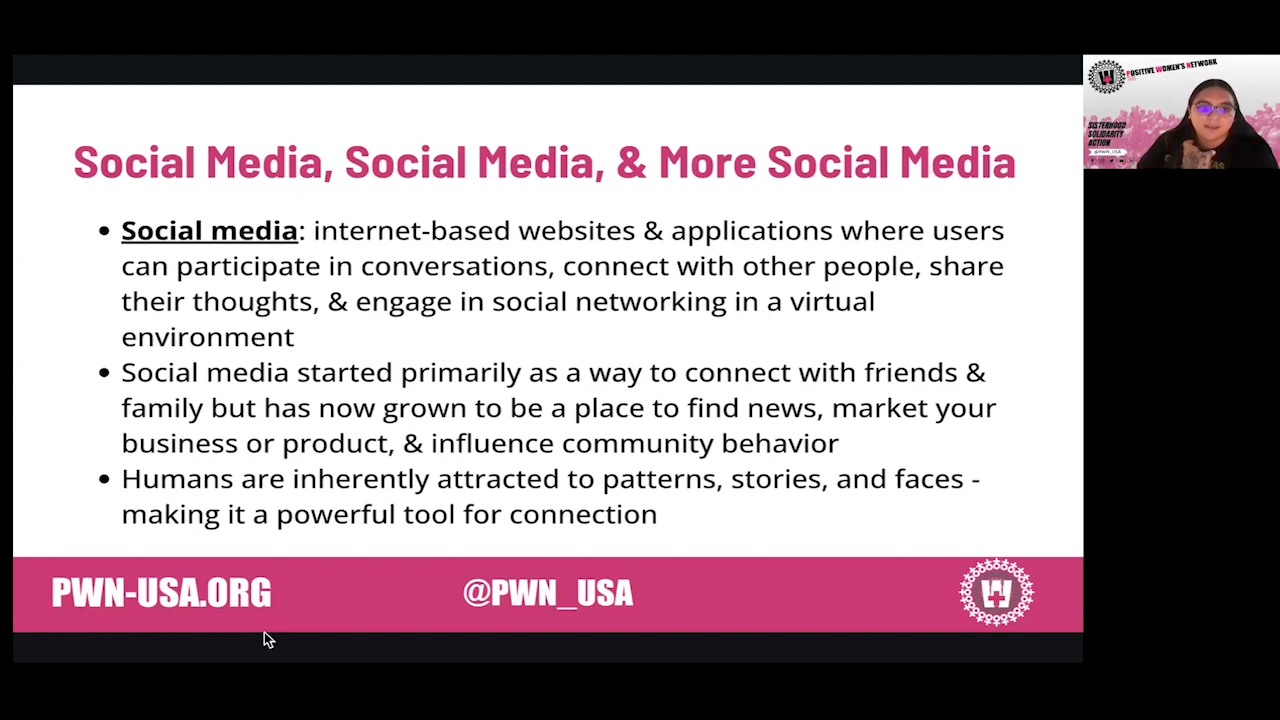 Social Media, Social Media, & More Social Media
• Social media: internet-based websites & applications where users
can participate in conversations, connect with other people, share
their thoughts, & engage in social networking in a virtual
environment
• Social media started primarily as a way to connect with friends &
family but has now grown to be a place to find news, market your
business or product, & influence community behavior
• Humans are inherently attracted to patterns, stories, and faces -
making it a powerful tool for connection
PWN-USA.ORG
@PWN_USA
W
POSITIVE WOMEN'S NETWORK
SISTERHOOD
SOLIDARITY
ACTION
@PWN_USA